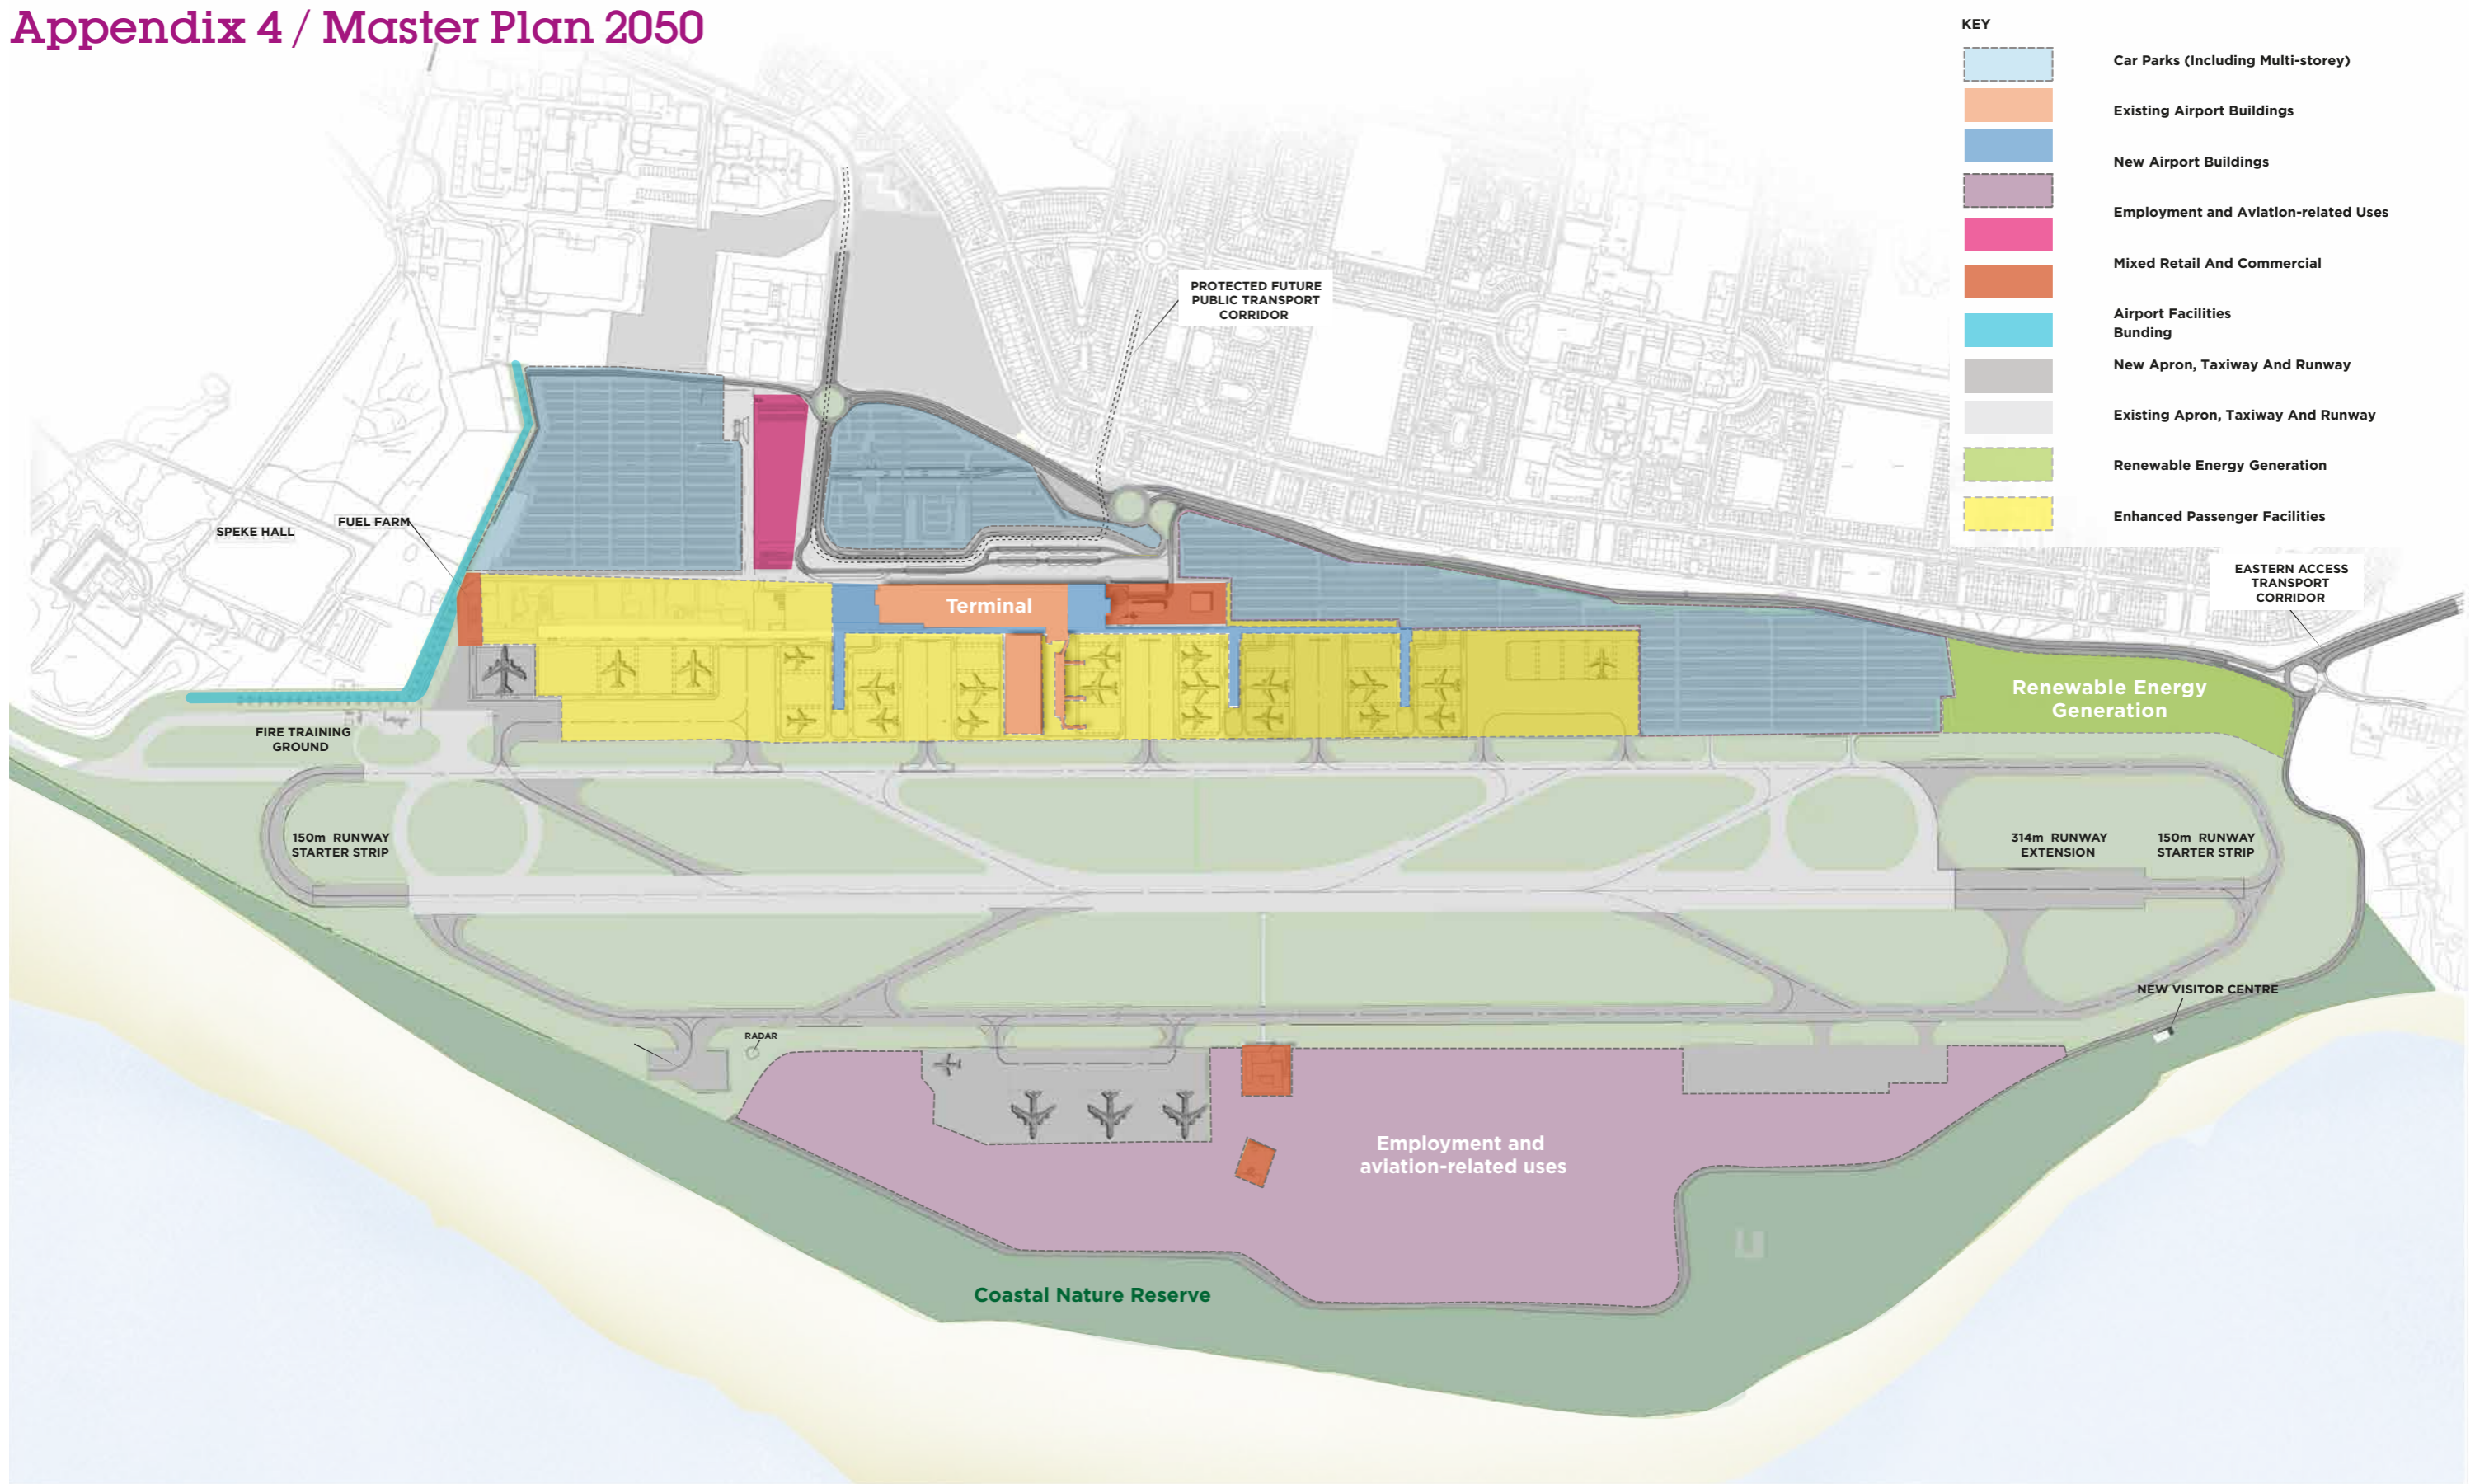 Appendix 4 / Master Plan 2050
KEY
Car Parks (Including Multi-storey)
Existing Airport Buildings
New Airport Buildings
Employment and Aviation-related Uses
Mixed Retail And Commercial
Airport Facilities
Bunding
New Apron, Taxiway And Runway
Existing Apron, Taxiway And Runway
Renewable Energy Generation
Enhanced Passenger Facilities
PROTECTED FUTURE
PUBLIC TRANSPORT
CORRIDOR
SPEKE HALL
FUEL FARM
EASTERN ACCESS
TRANSPORT
CORRIDOR
Terminal
Renewable Energy
Generation
FIRE TRAINING
GROUND
150m RUNWAY
STARTER STRIP
314m RUNWAY
EXTENSION
150m RUNWAY
STARTER STRIP
NEW VISITOR CENTRE
RADAR
Employment and
aviation-related uses
Coastal Nature Reserve